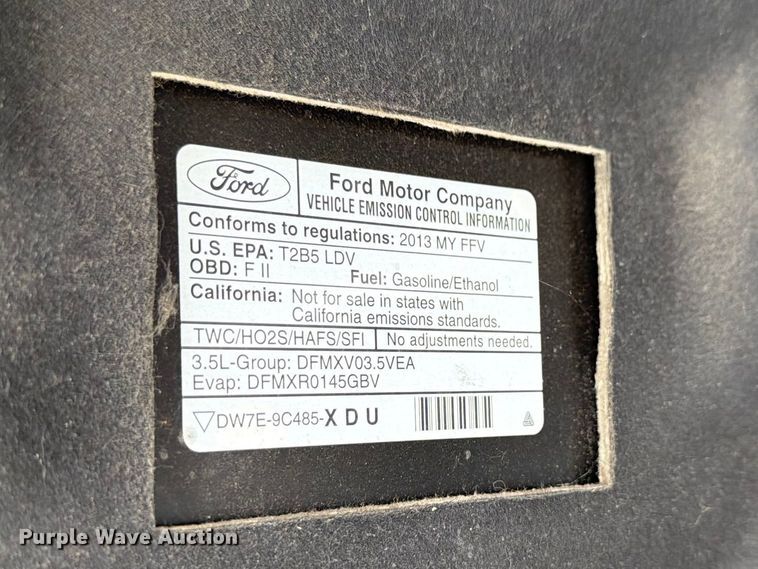 Ford
Ford Motor Company
VEHICLE EMISSION CONTROL INFORMATION
Conforms to regulations: 2013 MY FFV
U.S. EPA: T2B5 LDV
OBD: F II Fuel: Gasoline/Ethanol
California: Not for sale in states with
California emissions standards.
TWC/HO2S/HAFS/SFI No adjustments needed.
3.5L-Group: DFMXV03.5VEA
Evap: DFMXR0145GBV
DW7E-9C485-X D U
Purple Wave Auction